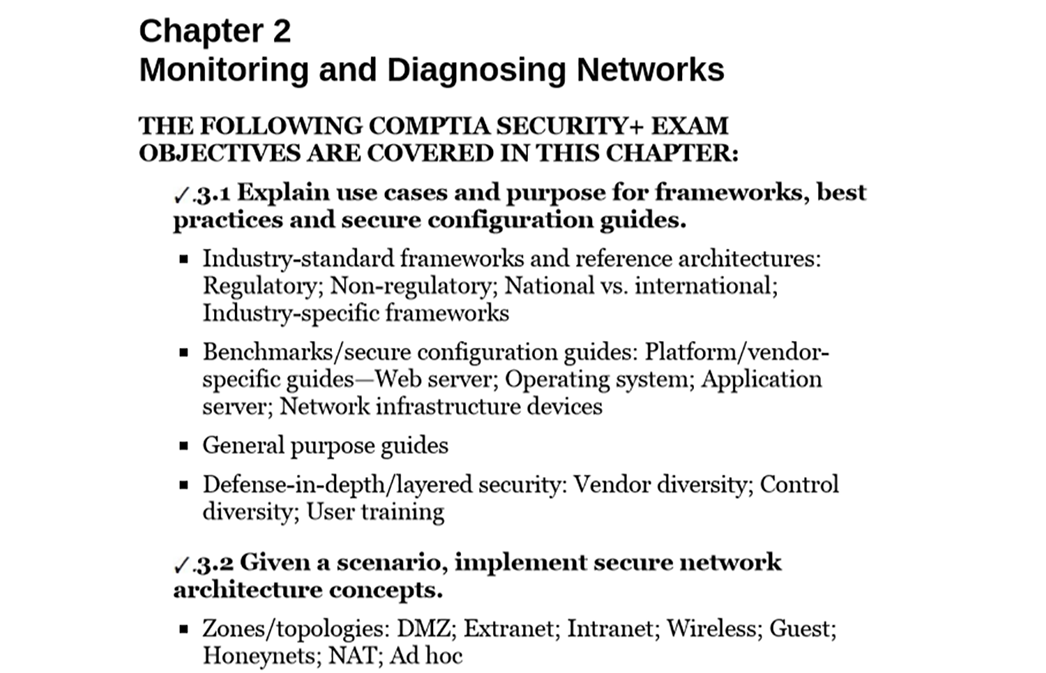 Chapter 2
Monitoring and Diagnosing Networks
THE FOLLOWING COMPTIA SECURITY+ EXAM
OBJECTIVES ARE COVERED IN THIS CHAPTER:
✓.3.1 Explain use cases and purpose for frameworks, best
practices and secure configuration guides.
▪ Industry-standard frameworks and reference architectures:
Regulatory; Non-regulatory; National vs. international;
Industry-specific frameworks
▪ Benchmarks/secure configuration guides: Platform/vendor-
specific guides—Web server; Operating system; Application
server; Network infrastructure devices
▪ General purpose guides
▪ Defense-in-depth/layered security: Vendor diversity; Control
diversity; User training
✓.3.2 Given a scenario, implement secure network
architecture concepts.
▪ Zones/topologies: DMZ; Extranet; Intranet; Wireless; Guest;
Honeynets; NAT; Ad hoc